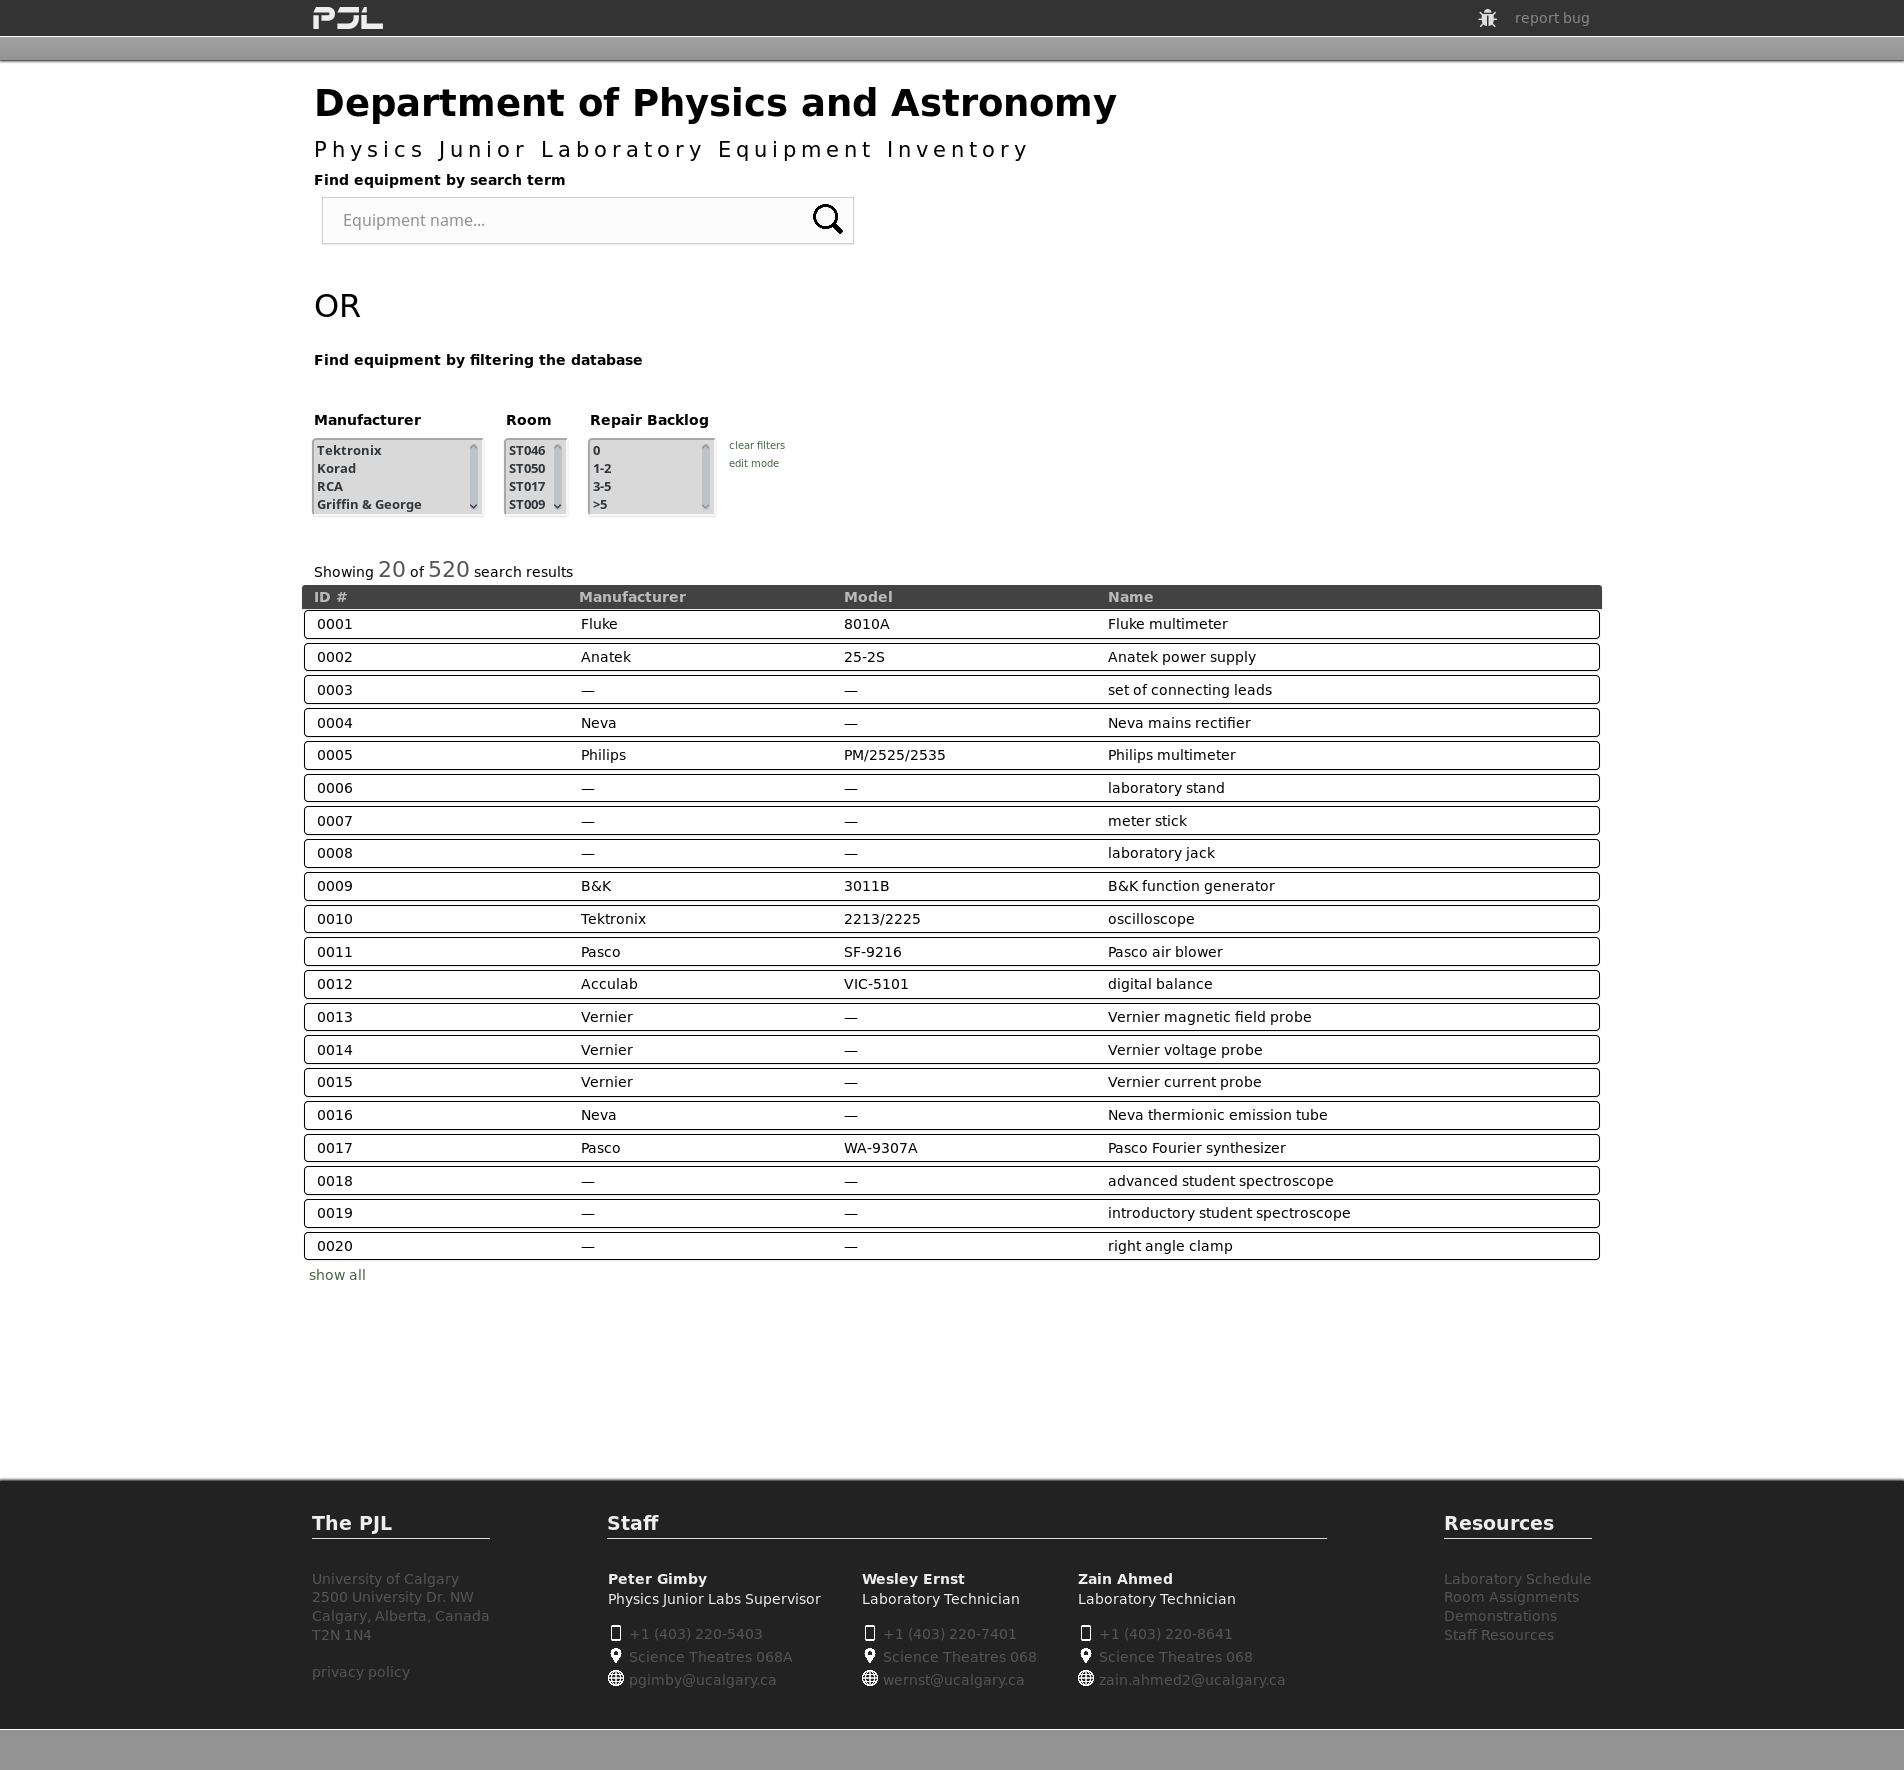 PJL report bug
Department of Physics and Astronomy
Physics Junior Laboratory Equipment Inventory
Find equipment by search term
Equipment name...
OR
Find equipment by filtering the database
Manufacturer Room Repair Backlog
Tektronix ST046 0 clear filters
Korad ST050 1-2 edit mode
RCA ST017 3-5
Griffin & George ST009 >5
Showing 20 of 520 search results
ID # Manufacturer Model Name
0001 Fluke 8010A Fluke multimeter
0002 Anatek 25-2S Anatek power supply
0003 — — set of connecting leads
0004 Neva — Neva mains rectifier
0005 Philips PM/2525/2535 Philips multimeter
0006 — — laboratory stand
0007 — — meter stick
0008 — — laboratory jack
0009 B&K 3011B B&K function generator
0010 Tektronix 2213/2225 oscilloscope
0011 Pasco SF-9216 Pasco air blower
0012 Acculab VIC-5101 digital balance
0013 Vernier — Vernier magnetic field probe
0014 Vernier — Vernier voltage probe
0015 Vernier — Vernier current probe
0016 Neva — Neva thermionic emission tube
0017 Pasco WA-9307A Pasco Fourier synthesizer
0018 — — advanced student spectroscope
0019 — — introductory student spectroscope
0020 — — right angle clamp
show all
The PJL
University of Calgary
2500 University Dr. NW
Calgary, Alberta, Canada
T2N 1N4
privacy policy
Staff
Peter Gimby
Physics Junior Labs Supervisor
+1 (403) 220-5403
Science Theatres 068A
pgimby@ucalgary.ca
Wesley Ernst
Laboratory Technician
+1 (403) 220-7401
Science Theatres 068
wernst@ucalgary.ca
Zain Ahmed
Laboratory Technician
+1 (403) 220-8641
Science Theatres 068
zain.ahmed2@ucalgary.ca
Resources
Laboratory Schedule
Room Assignments
Demonstrations
Staff Resources